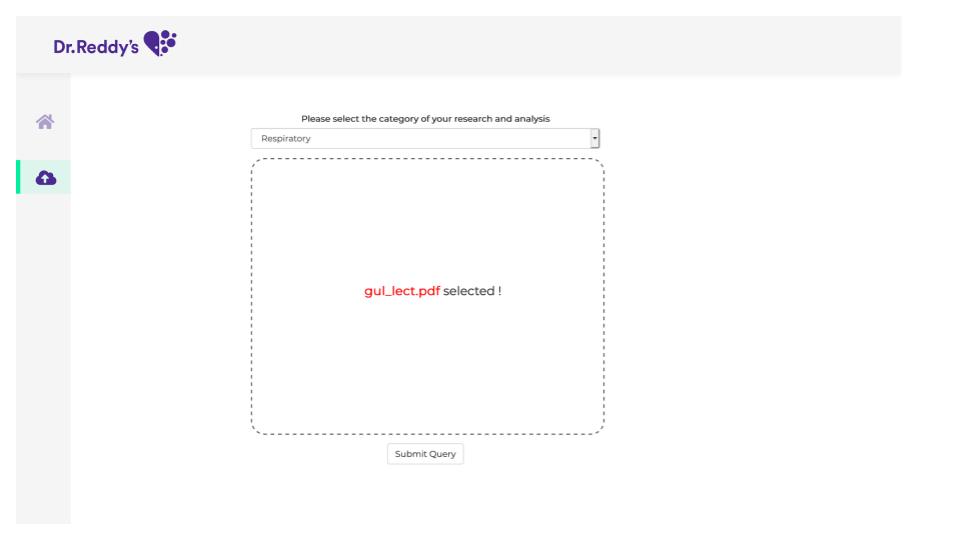 Dr.Reddy's
Please select the category of your research and analysis
Respiratory
gul_lect.pdf selected !
Submit Query